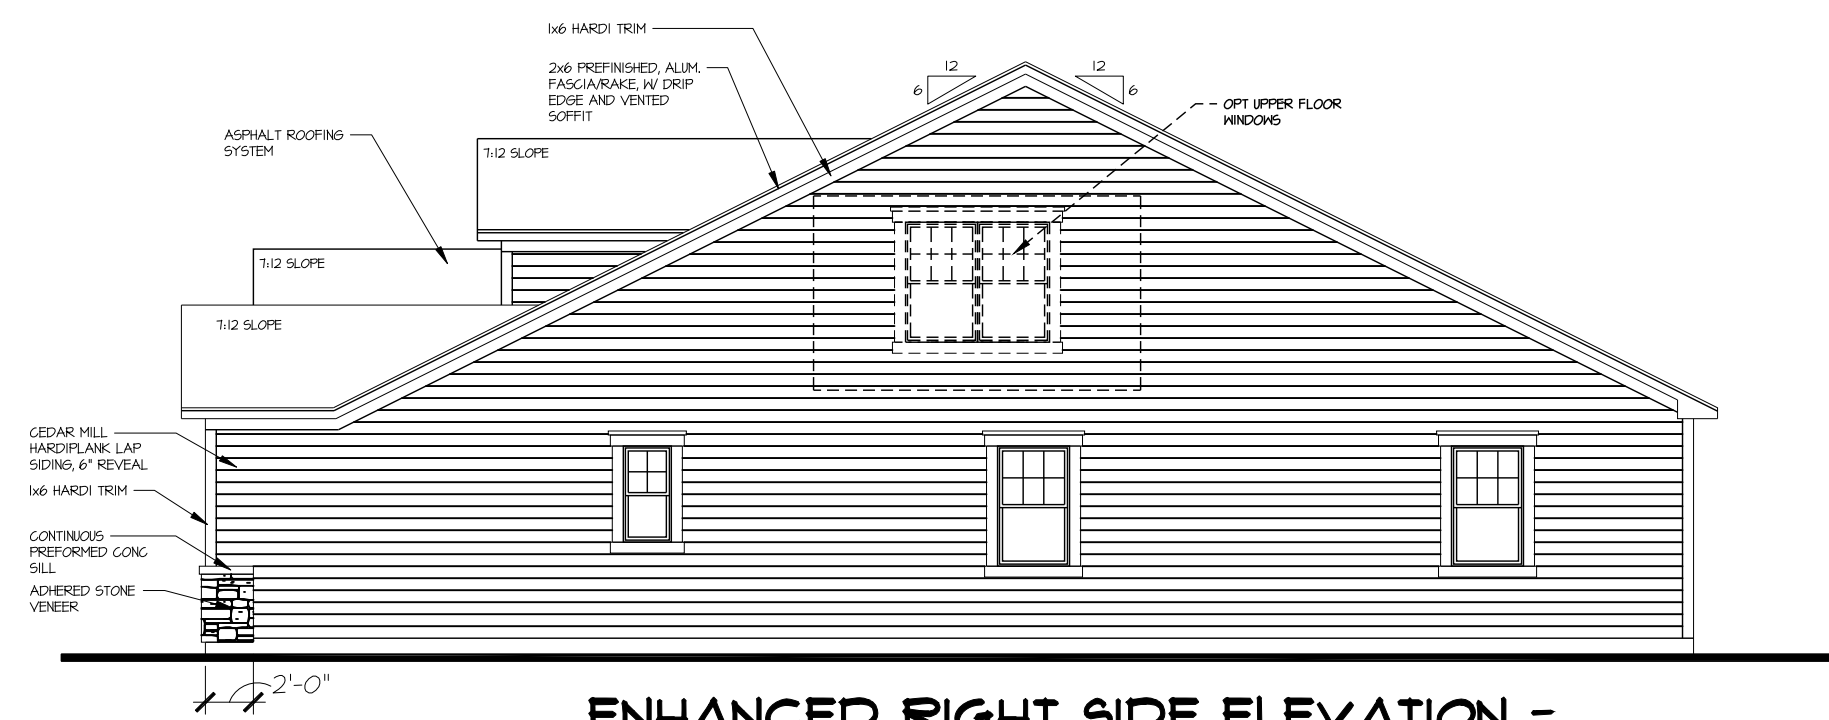 1x6 HARDI TRIM
2x6 PREFINISHED, ALUM.
FASCIA/RAKE, W/ DRIP
EDGE AND VENTED
SOFFIT
12
6
12
6
OPT UPPER FLOOR
WINDOWS
ASPHALT ROOFING
SYSTEM
7:12 SLOPE
7:12 SLOPE
7:12 SLOPE
CEDAR MILL
HARDIPLANK LAP
SIDING, 6" REVEAL
1x6 HARDI TRIM
CONTINUOUS
PREFORMED CONC
SILL
ADHERED STONE
VENEER
2'-0"
ENHANCED RIGHT SIDE ELEVATION -